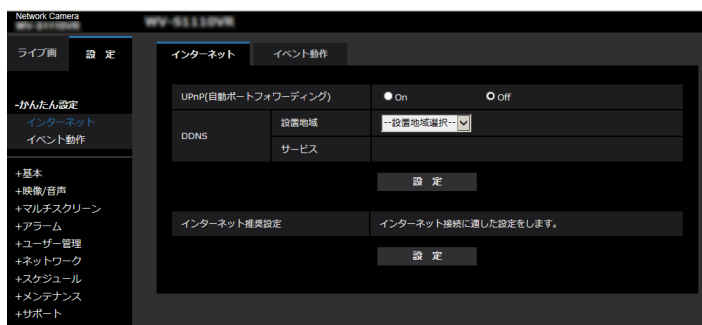 Network Camera
WV-S1110VR
ライブ画 設 定
インターネット イベント動作
UPnP(自動ポートフォワーディング) On Off
-かんたん設定
インターネット
イベント動作
DDNS 設置地域 --設置地域選択--
サービス
設 定
+基本
+映像/音声
+マルチスクリーン
+アラーム
+ユーザー管理
+ネットワーク
+スケジュール
+メンテナンス
+サポート
インターネット推奨設定 インターネット接続に適した設定をします。
設 定